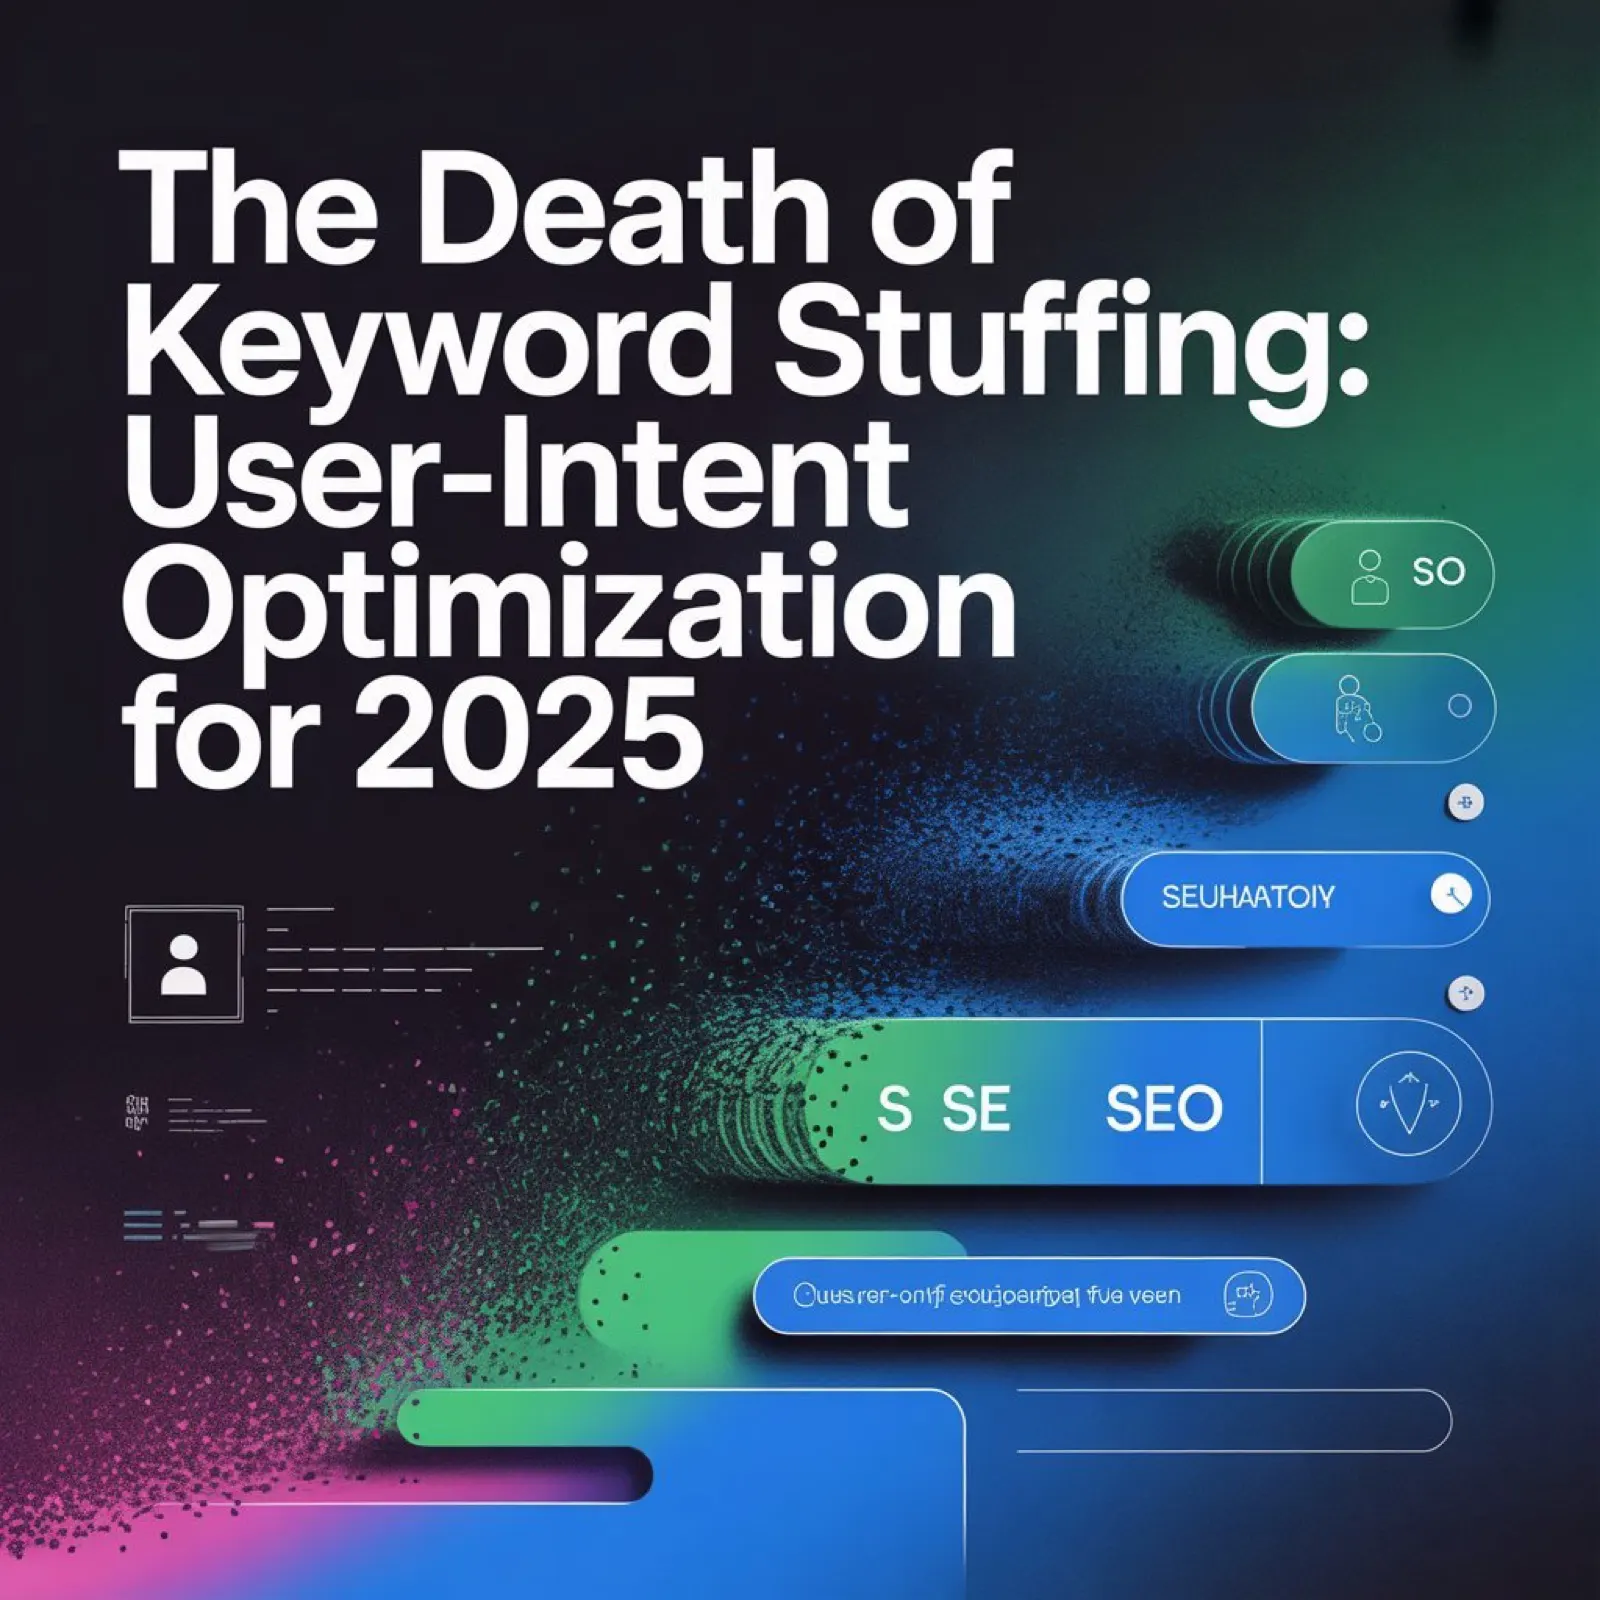 The Death of
Keyword Stuffing:
User-Intent
Optimization
for 2025
SO
SEUHAATOIY
S SE SEO